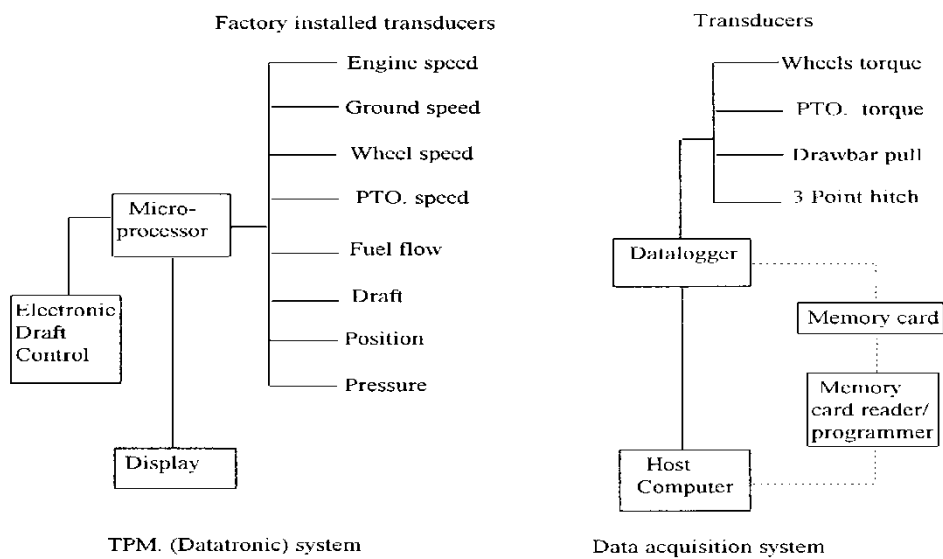 Factory installed transducers
Engine speed
Ground speed
Wheel speed
PTO. speed
Fuel flow
Draft
Position
Pressure
Micro-
processor
Electronic
Draft
Control
Display
TPM. (Datatronic) system
Transducers
Wheels torque
PTO. torque
Drawbar pull
3 Point hitch
Datalogger
Memory card
Memory
card reader/
programmer
Host
Computer
Data acquisition system